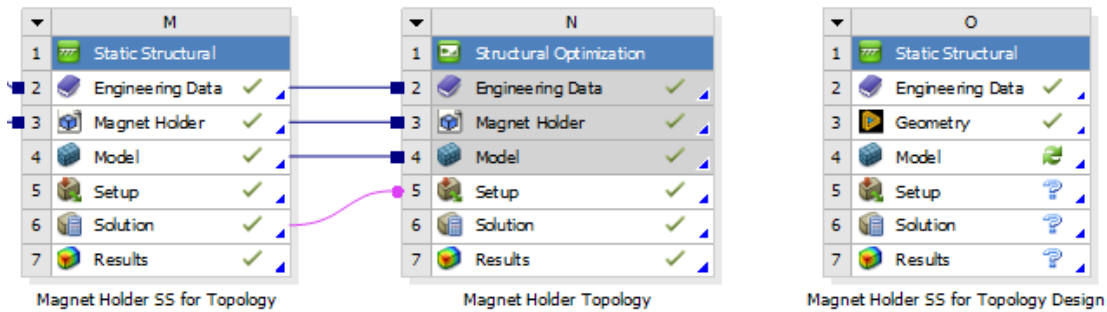 M
1 Static Structural
2 Engineering Data
3 Magnet Holder
4 Model
5 Setup
6 Solution
7 Results
Magnet Holder SS for Topology
N
1 Structural Optimization
2 Engineering Data
3 Magnet Holder
4 Model
5 Setup
6 Solution
7 Results
Magnet Holder Topology
O
1 Static Structural
2 Engineering Data
3 Geometry
4 Model
5 Setup
6 Solution
7 Results
Magnet Holder SS for Topology Design